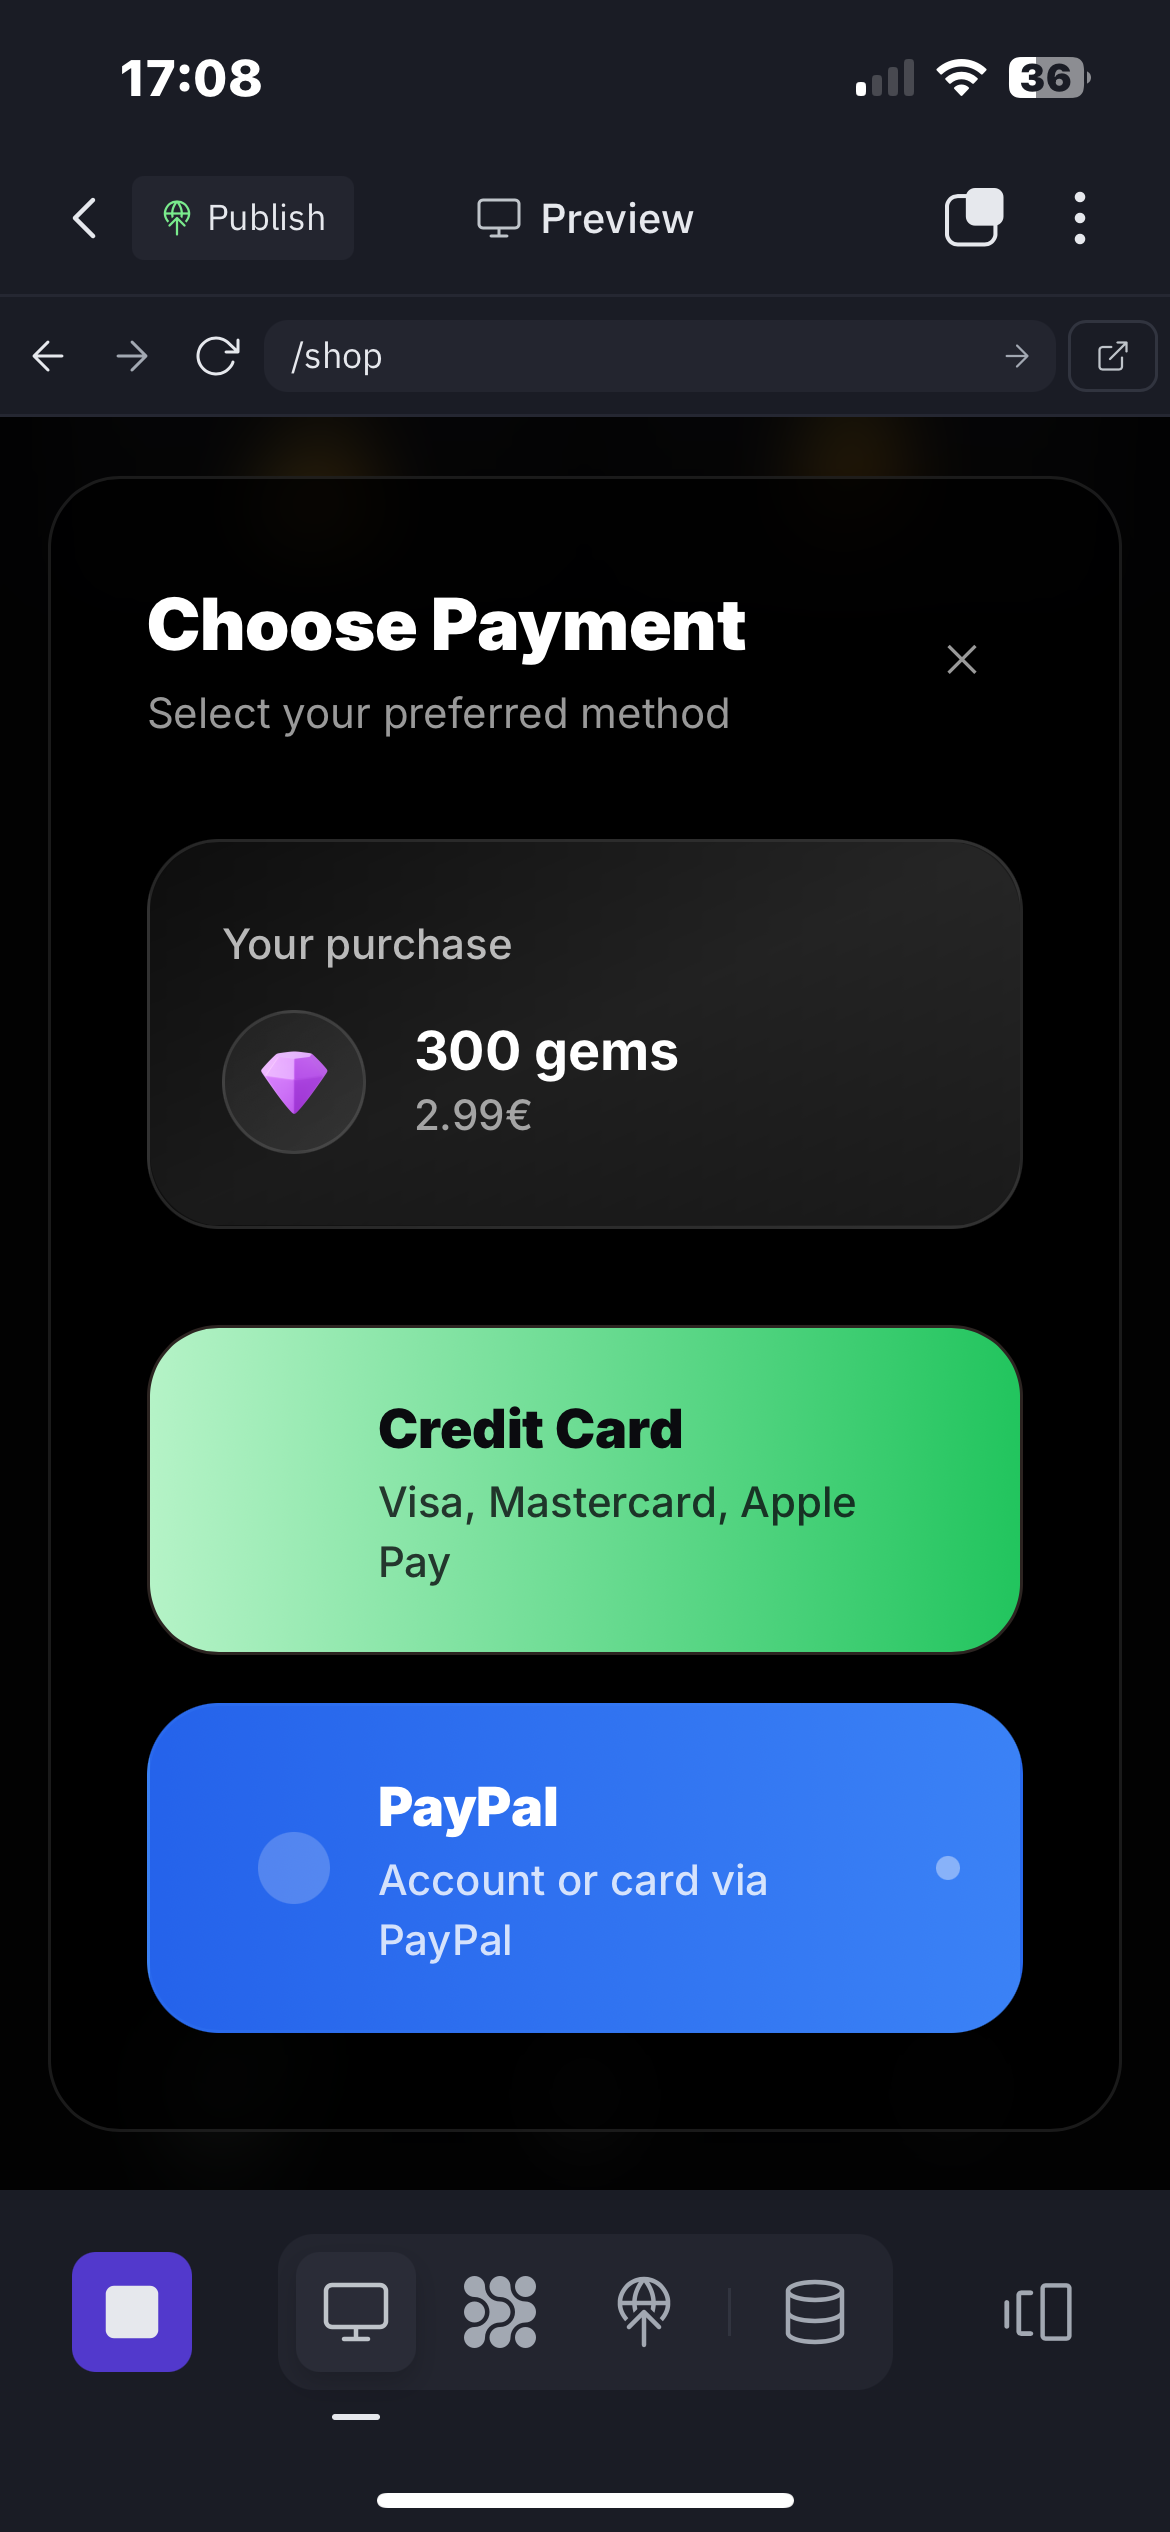 17:08
36
Publish
Preview
/shop
Choose Payment
Select your preferred method
Your purchase
300 gems
2.99€
Credit Card
Visa, Mastercard, Apple
Pay
PayPal
Account or card via
PayPal